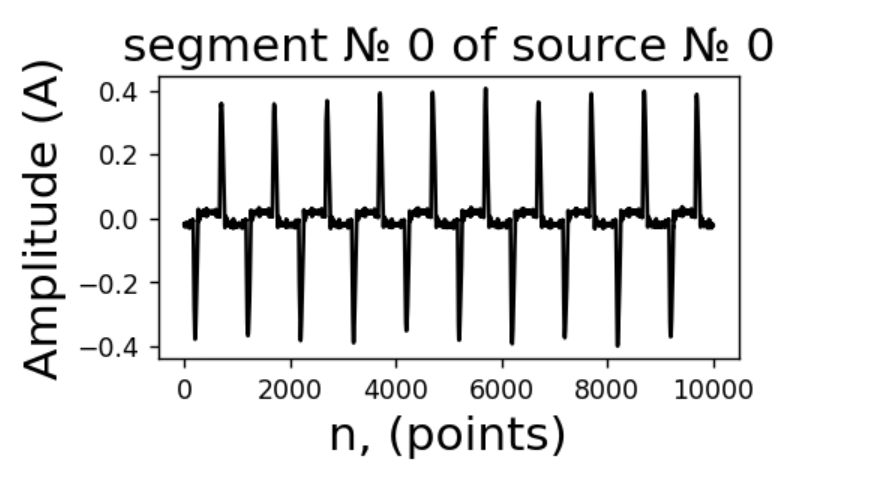 segment № 0 of source № 0
Amplitude (A)
0.4
0.2
0.0
−0.2
−0.4
0 2000 4000 6000 8000 10000
n, (points)